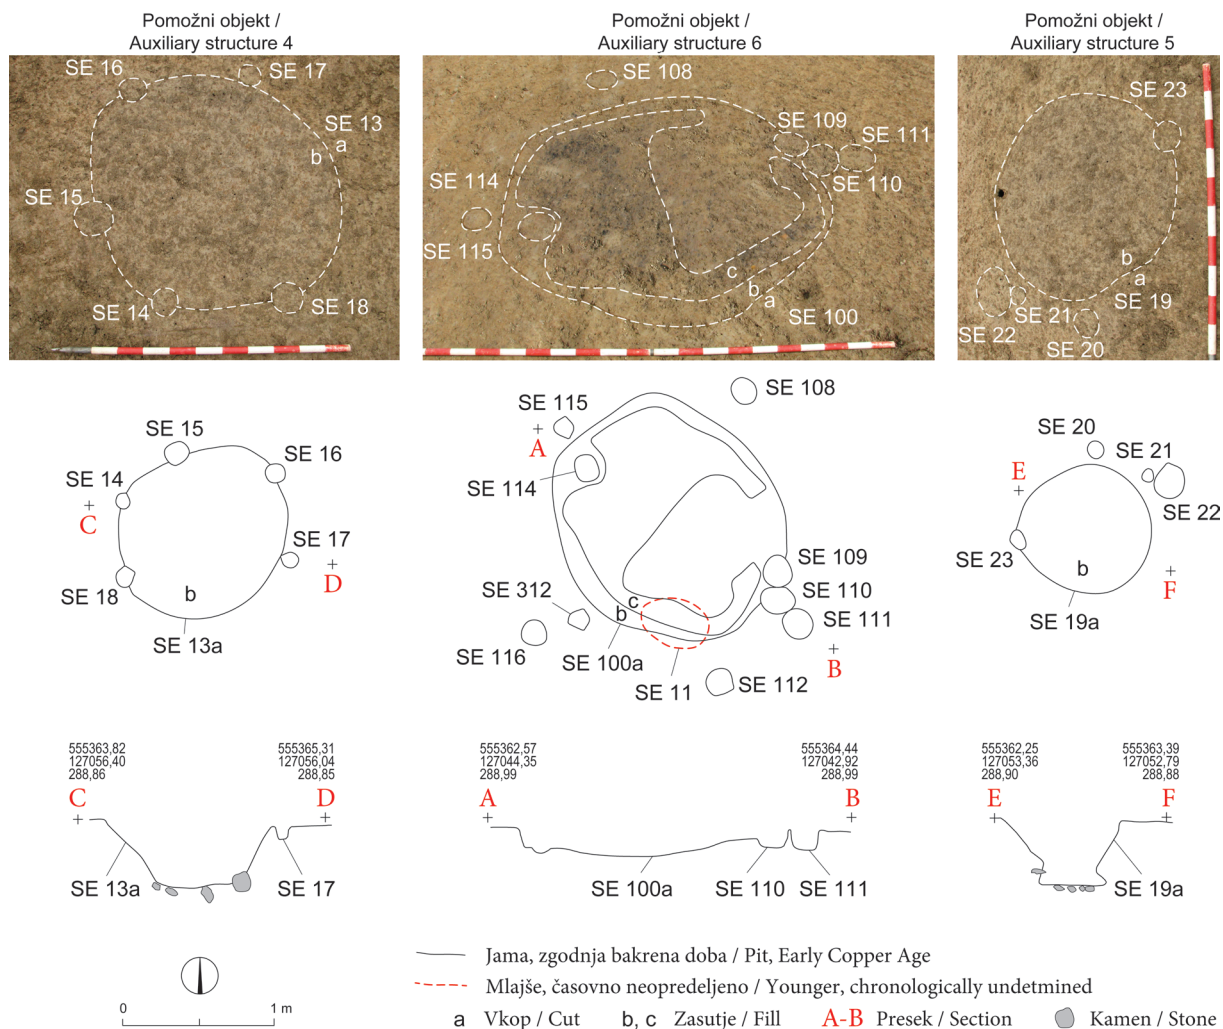 Pomožni objekt /
Auxiliary structure 4
Pomožni objekt /
Auxiliary structure 6
Pomožni objekt /
Auxiliary structure 5
SE 16
SE 17
SE 13
a
b
SE 15
SE 14
SE 18
SE 108
SE 109
SE 111
SE 110
SE 114
SE 115
c
b
a
SE 100
SE 23
b
a
SE 19
SE 21
SE 22
SE 20
SE 15
SE 16
SE 14
C
SE 17
D
SE 18
b
SE 13a
SE 108
SE 115
A
SE 114
SE 109
SE 110
SE 312
c
b
SE 111
SE 116
SE 100a
B
SE 11
SE 112
SE 20
SE 21
E
SE 22
SE 23
b
F
SE 19a
555363,82
127056,40
288,86
C
555365,31
127056,04
288,85
D
SE 13a
SE 17
555362,57
127044,35
288,99
A
555364,44
127042,92
288,99
B
SE 100a
SE 110
SE 111
555362,25
127053,36
288,90
E
555363,39
127052,79
288,88
F
SE 19a
Jama, zgodnja bakrena doba / Pit, Early Copper Age
Mlajše, časovno neopredeljeno / Younger, chronologically undetmined
0 1 m
a Vkop / Cut b, c Zasutje / Fill A-B Presek / Section Kamen / Stone